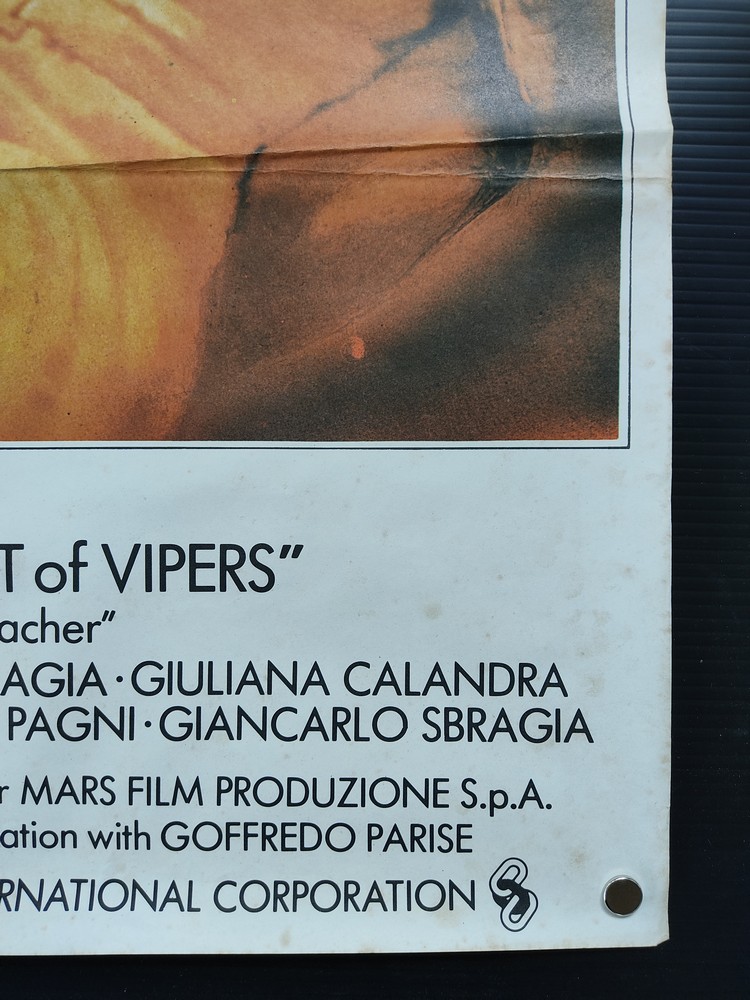 T of VIPERS”
acher”
AGIA · GIULIANA CALANDRA
PAGNI · GIANCARLO SBRAGIA
r MARS FILM PRODUZIONE S.p.A.
ation with GOFFREDO PARISE
RNATIONAL CORPORATION